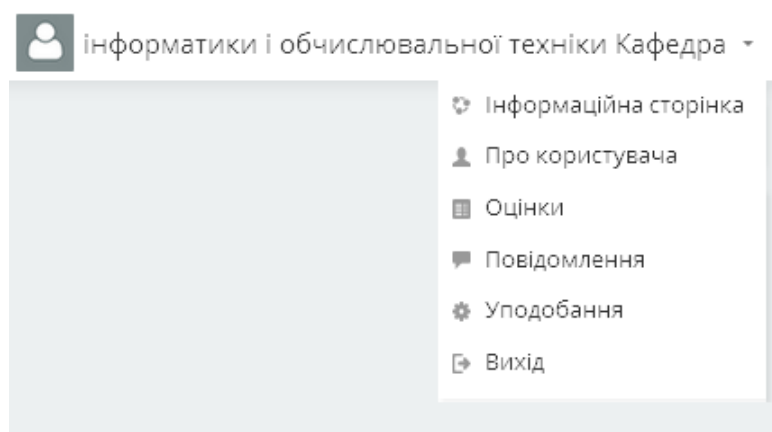 інформатики і обчислювальної техніки Кафедра
Інформаційна сторінка
Про користувача
Оцінки
Повідомлення
Уподобання
Вихід